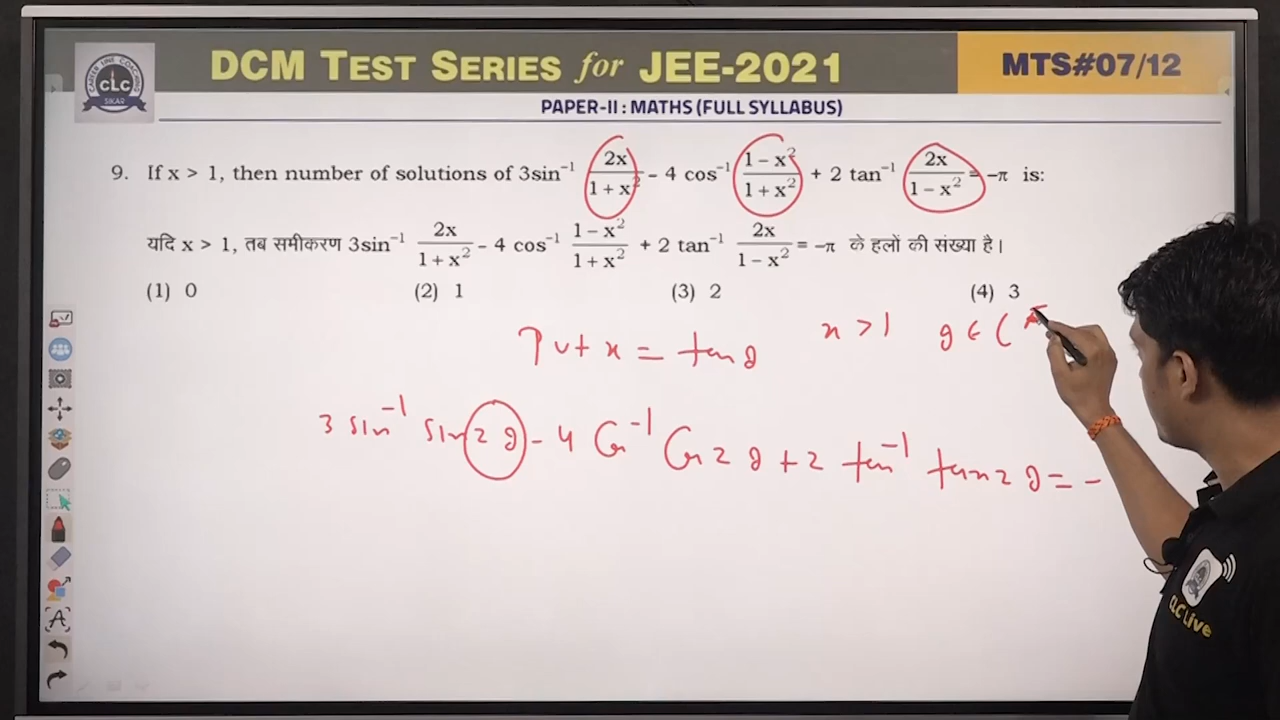 DCM TEST SERIES for JEE-2021
MTS#07/12
CAREER LINE COACHING
CLC
SIKAR
PAPER-II : MATHS (FULL SYLLABUS)
9. If x > 1, then number of solutions of 3sin⁻¹ 2x/(1 + x²) – 4 cos⁻¹ (1 – x²)/(1 + x²) + 2 tan⁻¹ 2x/(1 – x²) = –π is:
यदि x > 1, तब समीकरण 3sin⁻¹ 2x/(1 + x²) – 4 cos⁻¹ (1 – x²)/(1 + x²) + 2 tan⁻¹ 2x/(1 – x²) = –π के हलों की संख्या है।
(1) 0 (2) 1 (3) 2 (4) 3
Put x = tan θ x > 1 θ ∈ (
3 sin⁻¹ sin 2θ – 4 Cos⁻¹ Cos 2θ + 2 tan⁻¹ tan 2θ = –
CLC Live